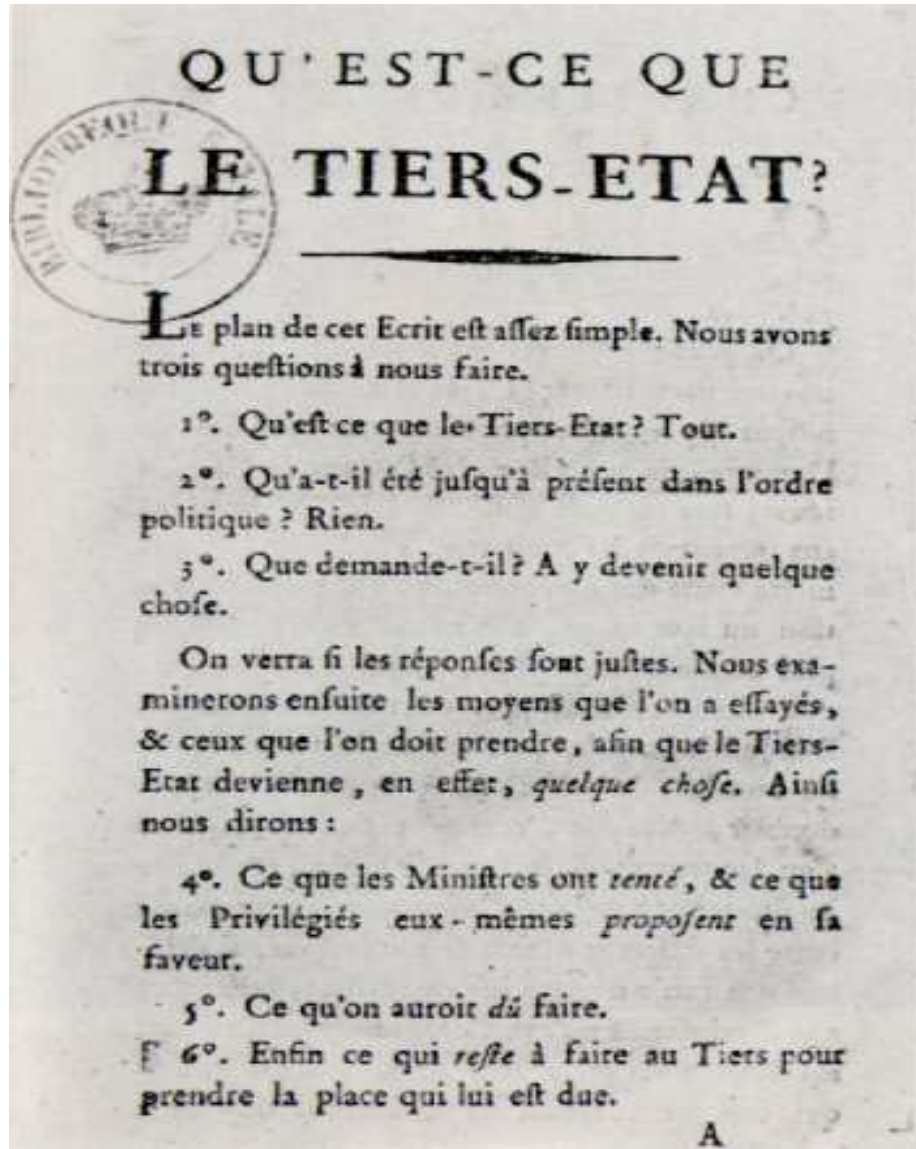 QU'EST-CE QUE
LE TIERS-ETAT?
BIBLIOTHEQUE
LE plan de cet Ecrit eſt aſſez ſimple. Nous avons
trois queſtions à nous faire.
1°. Qu'eſt-ce que le Tiers-Etat? Tout.
2°. Qu'a-t-il été juſqu'à préſent dans l'ordre
politique ? Rien.
3°. Que demande-t-il? A y devenir quelque
choſe.
On verra ſi les réponſes ſont juſtes. Nous exa-
minerons enſuite les moyens que l'on a eſſayés,
& ceux que l'on doit prendre, afin que le Tiers-
Etat devienne, en effet, quelque choſe. Ainſi
nous dirons :
4°. Ce que les Miniſtres ont tenté, & ce que
les Privilégiés eux-mêmes propoſent en ſa
faveur.
5°. Ce qu'on auroit dû faire.
6°. Enfin ce qui reſte à faire au Tiers pour
prendre la place qui lui eſt due.
A